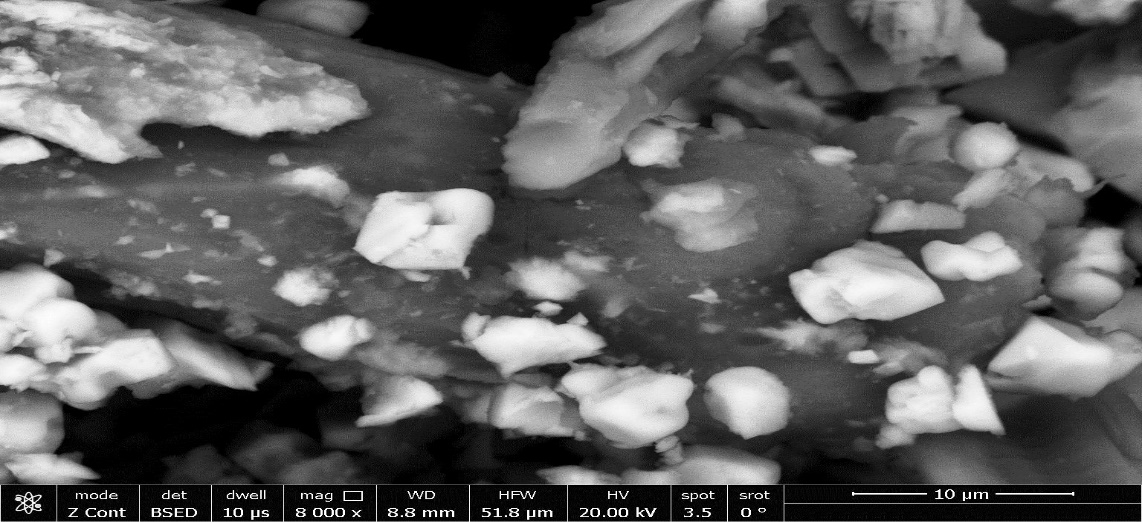 mode det dwell mag WD HFW HV spot srot 10 µm
Z Cont BSED 10 µs 8 000 x 8.8 mm 51.8 µm 20.00 kV 3.5 0 °